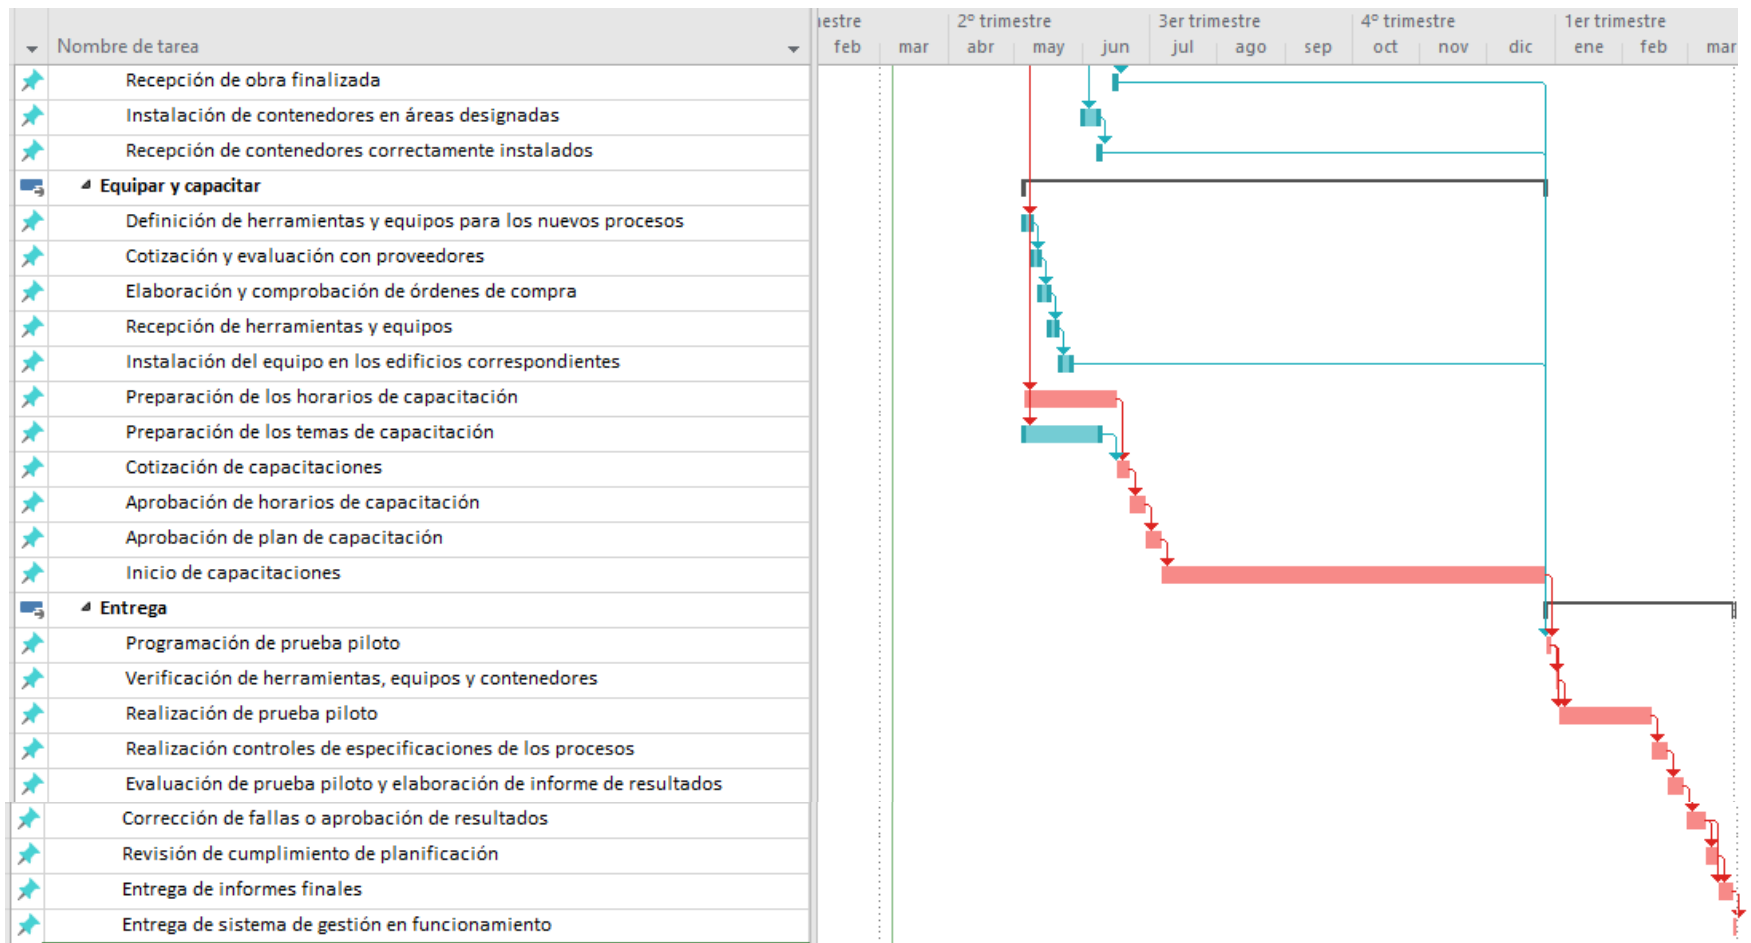 estre 2º trimestre 3er trimestre 4º trimestre 1er trimestre
Nombre de tarea feb mar abr may jun jul ago sep oct nov dic ene feb mar
Recepción de obra finalizada
Instalación de contenedores en áreas designadas
Recepción de contenedores correctamente instalados
Equipar y capacitar
Definición de herramientas y equipos para los nuevos procesos
Cotización y evaluación con proveedores
Elaboración y comprobación de órdenes de compra
Recepción de herramientas y equipos
Instalación del equipo en los edificios correspondientes
Preparación de los horarios de capacitación
Preparación de los temas de capacitación
Cotización de capacitaciones
Aprobación de horarios de capacitación
Aprobación de plan de capacitación
Inicio de capacitaciones
Entrega
Programación de prueba piloto
Verificación de herramientas, equipos y contenedores
Realización de prueba piloto
Realización controles de especificaciones de los procesos
Evaluación de prueba piloto y elaboración de informe de resultados
Corrección de fallas o aprobación de resultados
Revisión de cumplimiento de planificación
Entrega de informes finales
Entrega de sistema de gestión en funcionamiento